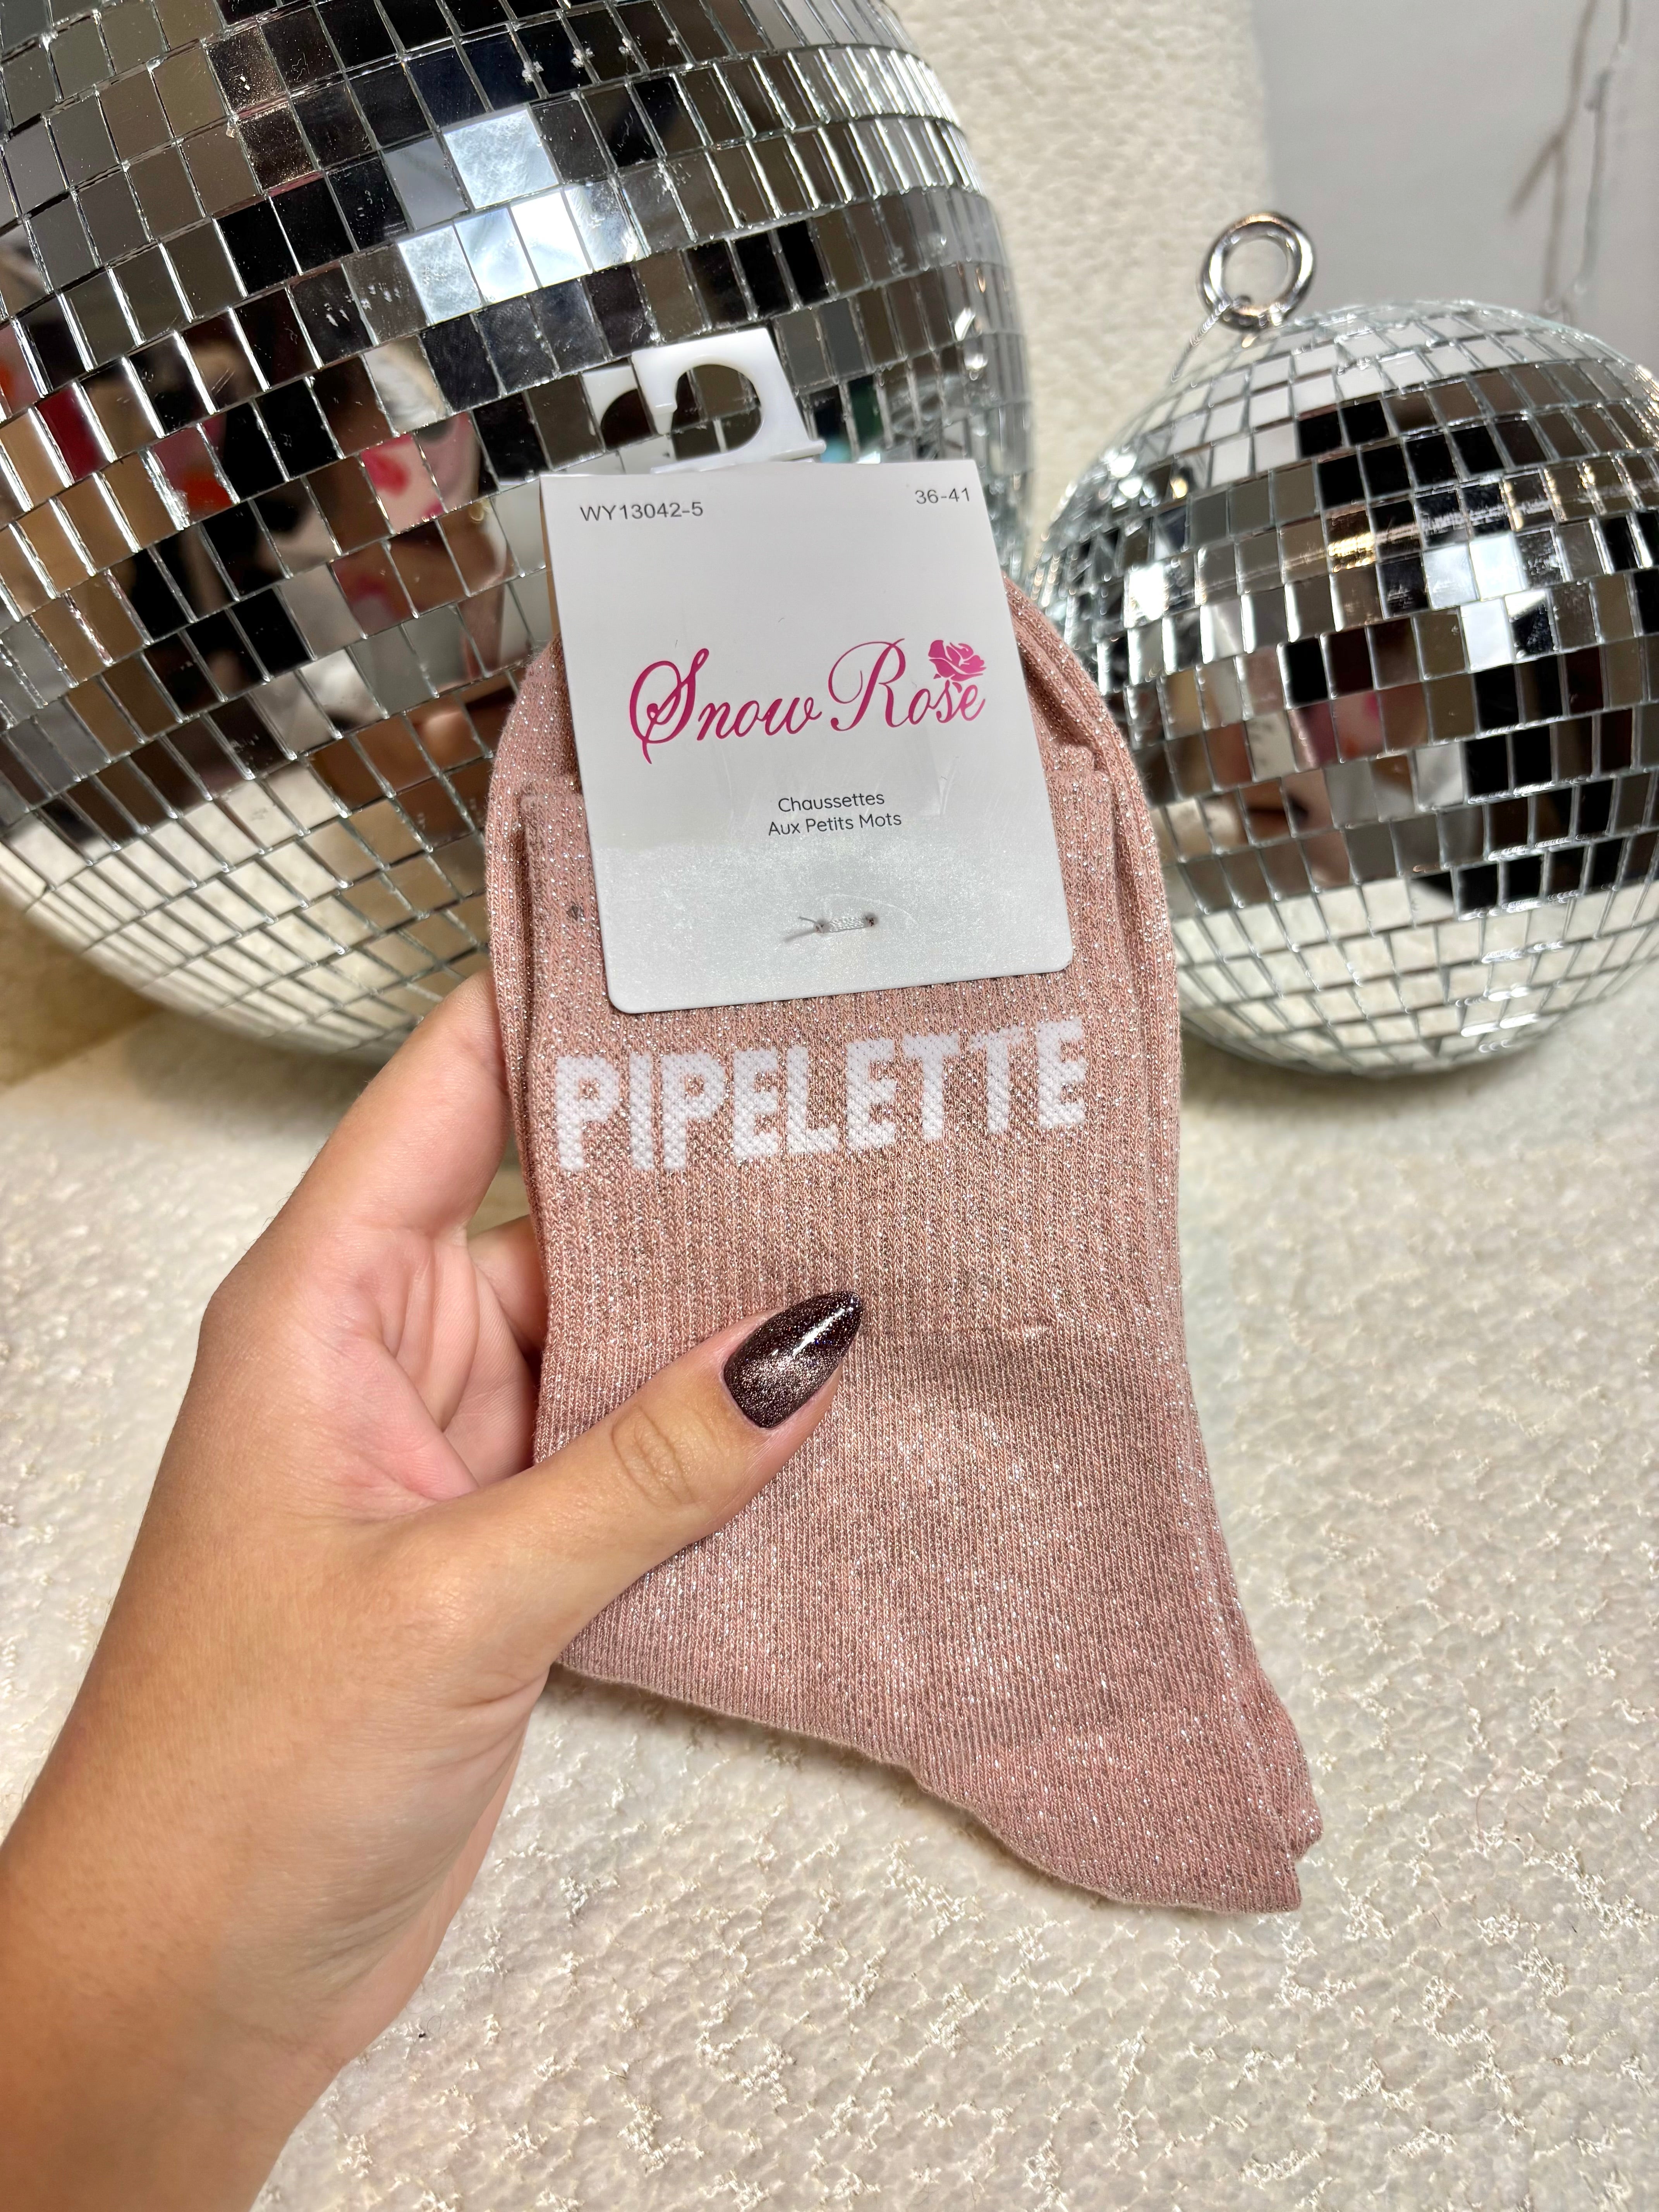 WY13042-5 36-41
Snow Rose
Chaussettes
Aux Petits Mots
PIPELETTE